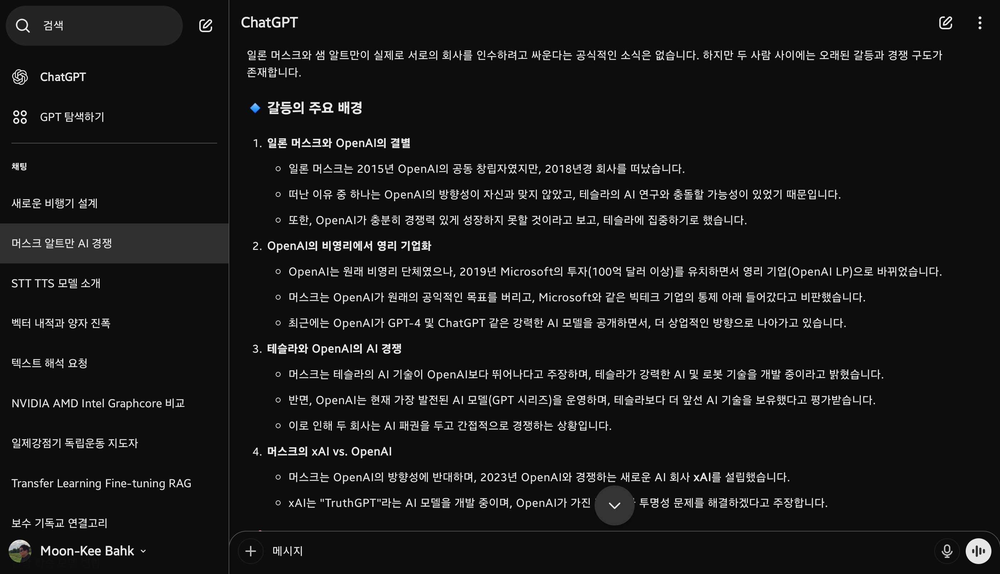 검색
ChatGPT
GPT 탐색하기
채팅
새로운 비행기 설계
머스크 알트만 AI 경쟁
STT TTS 모델 소개
벡터 내적과 양자 진폭
텍스트 해석 요청
NVIDIA AMD Intel Graphcore 비교
일제강점기 독립운동 지도자
Transfer Learning Fine-tuning RAG
보수 기독교 연결고리
Moon-Kee Bahk
학습 모델 병합
ChatGPT
일론 머스크와 샘 알트만이 실제로 서로의 회사를 인수하려고 싸운다는 공식적인 소식은 없습니다. 하지만 두 사람 사이에는 오래된 갈등과 경쟁 구도가
존재합니다.
갈등의 주요 배경
1. 일론 머스크와 OpenAI의 결별
일론 머스크는 2015년 OpenAI의 공동 창립자였지만, 2018년경 회사를 떠났습니다.
떠난 이유 중 하나는 OpenAI의 방향성이 자신과 맞지 않았고, 테슬라의 AI 연구와 충돌할 가능성이 있었기 때문입니다.
또한, OpenAI가 충분히 경쟁력 있게 성장하지 못할 것이라고 보고, 테슬라에 집중하기로 했습니다.
2. OpenAI의 비영리에서 영리 기업화
OpenAI는 원래 비영리 단체였으나, 2019년 Microsoft의 투자(100억 달러 이상)를 유치하면서 영리 기업(OpenAI LP)으로 바뀌었습니다.
머스크는 OpenAI가 원래의 공익적인 목표를 버리고, Microsoft와 같은 빅테크 기업의 통제 아래 들어갔다고 비판했습니다.
최근에는 OpenAI가 GPT-4 및 ChatGPT 같은 강력한 AI 모델을 공개하면서, 더 상업적인 방향으로 나아가고 있습니다.
3. 테슬라와 OpenAI의 AI 경쟁
머스크는 테슬라의 AI 기술이 OpenAI보다 뛰어나다고 주장하며, 테슬라가 강력한 AI 및 로봇 기술을 개발 중이라고 밝혔습니다.
반면, OpenAI는 현재 가장 발전된 AI 모델(GPT 시리즈)을 운영하며, 테슬라보다 더 앞선 AI 기술을 보유했다고 평가받습니다.
이로 인해 두 회사는 AI 패권을 두고 간접적으로 경쟁하는 상황입니다.
4. 머스크의 xAI vs. OpenAI
머스크는 OpenAI의 방향성에 반대하며, 2023년 OpenAI와 경쟁하는 새로운 AI 회사 xAI를 설립했습니다.
xAI는 "TruthGPT"라는 AI 모델을 개발 중이며, OpenAI가 가진 투명성 문제를 해결하겠다고 주장합니다.
메시지